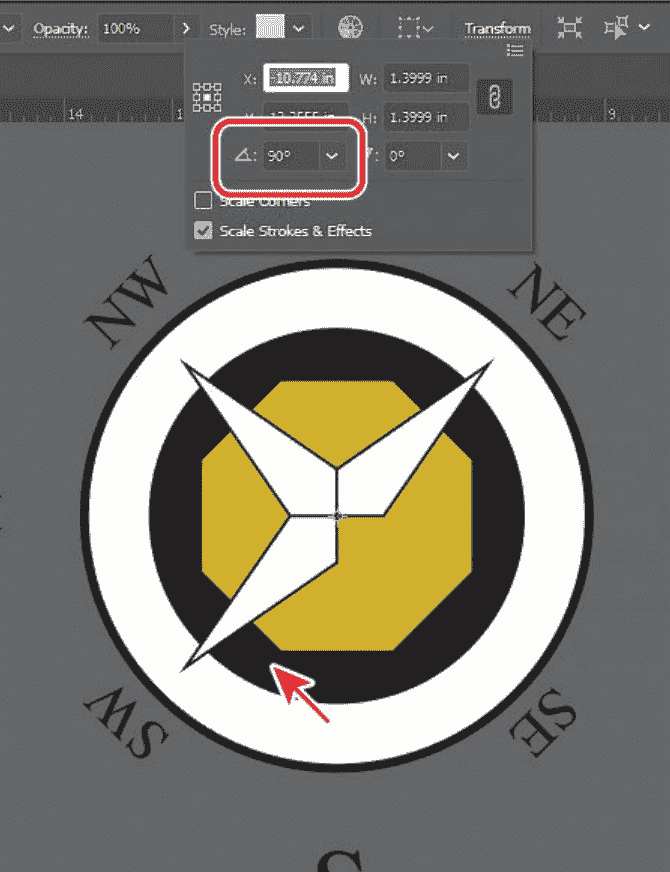 Opacity: 100% Style: Transform
X: -10.774 in W: 1.3999 in
H: 1.3999 in
14 9
90° 0°
Scale Corners
Scale Strokes & Effects
NW NE
SW SE
S